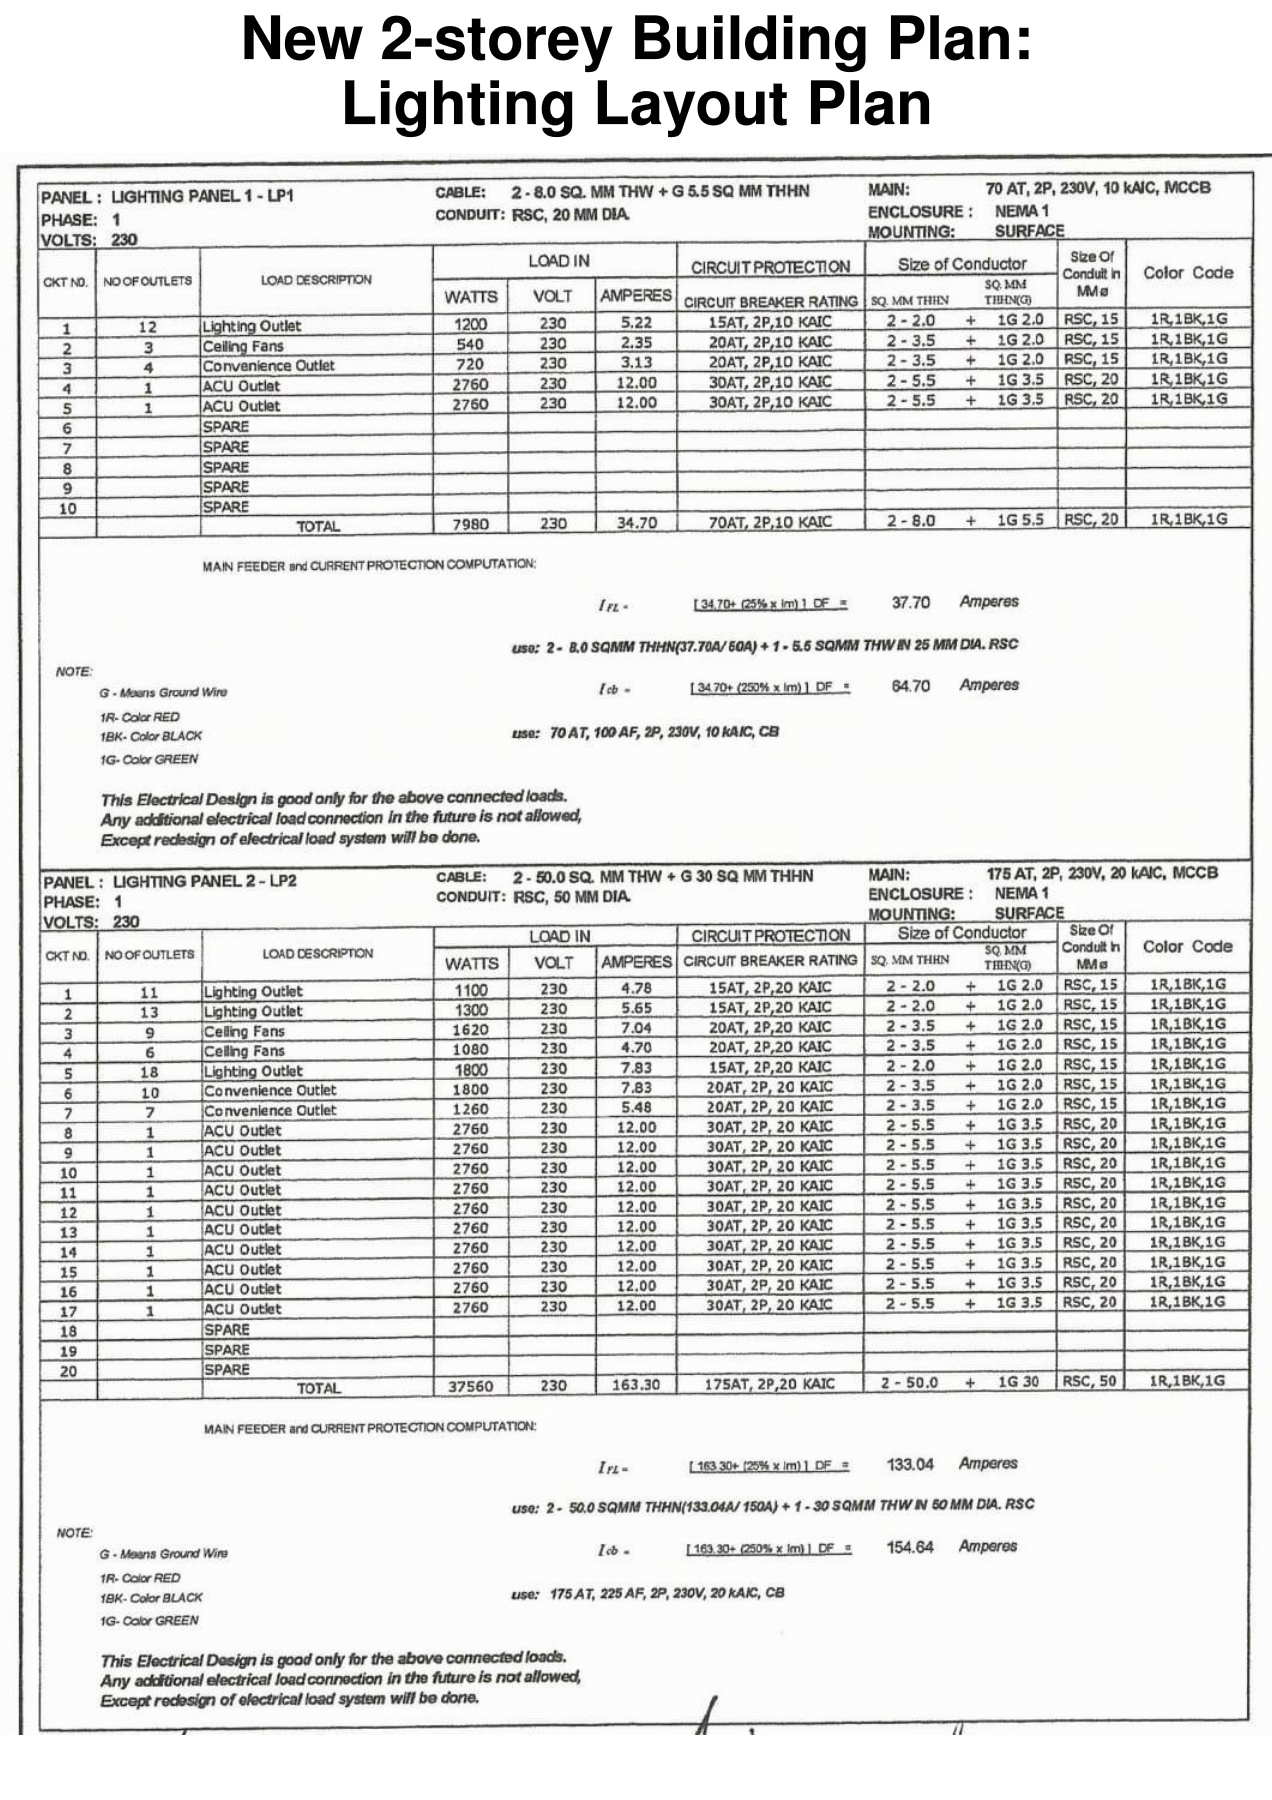 New 2-storey Building Plan:
Lighting Layout Plan
PANEL : LIGHTING PANEL 1 - LP1 CABLE: 2 - 8.0 SQ. MM THW + G 5.5 SQ MM THHN MAIN: 70 AT, 2P, 230V, 10 kAIC, MCCB
PHASE: 1 CONDUIT: RSC, 20 MM DIA. ENCLOSURE : NEMA 1
VOLTS: 230 MOUNTING: SURFACE
CKT NO. NO OF OUTLETS LOAD DESCRIPTION LOAD IN CIRCUIT PROTECTION Size of Conductor Size Of Conduit in MM ø Color Code
WATTS VOLT AMPERES CIRCUIT BREAKER RATING SQ. MM THHN SQ. MM THHN(G)
1 12 Lighting Outlet 1200 230 5.22 15AT, 2P,10 KAIC 2 - 2.0 + 1G 2.0 RSC, 15 1R,1BK,1G
2 3 Ceiling Fans 540 230 2.35 20AT, 2P,10 KAIC 2 - 3.5 + 1G 2.0 RSC, 15 1R,1BK,1G
3 4 Convenience Outlet 720 230 3.13 20AT, 2P,10 KAIC 2 - 3.5 + 1G 2.0 RSC, 15 1R,1BK,1G
4 1 ACU Outlet 2760 230 12.00 30AT, 2P,10 KAIC 2 - 5.5 + 1G 3.5 RSC, 20 1R,1BK,1G
5 1 ACU Outlet 2760 230 12.00 30AT, 2P,10 KAIC 2 - 5.5 + 1G 3.5 RSC, 20 1R,1BK,1G
6 SPARE
7 SPARE
8 SPARE
9 SPARE
10 SPARE
TOTAL 7980 230 34.70 70AT, 2P,10 KAIC 2 - 8.0 + 1G 5.5 RSC, 20 1R,1BK,1G
MAIN FEEDER and CURRENT PROTECTION COMPUTATION:
I FL = [ 34.70+ (25% x Im) ] DF = 37.70 Amperes
use: 2 - 8.0 SQMM THHN(37.70A/ 50A) + 1 - 5.5 SQMM THW IN 25 MM DIA. RSC
NOTE:
G - Means Ground Wire I cb = [ 34.70+ (250% x Im) ] DF = 64.70 Amperes
1R- Color RED
1BK- Color BLACK use: 70 AT, 100 AF, 2P, 230V, 10 kAIC, CB
1G- Color GREEN
This Electrical Design is good only for the above connected loads.
Any additional electrical load connection in the future is not allowed,
Except redesign of electrical load system will be done.
PANEL : LIGHTING PANEL 2 - LP2 CABLE: 2 - 50.0 SQ. MM THW + G 30 SQ MM THHN MAIN: 175 AT, 2P, 230V, 20 kAIC, MCCB
PHASE: 1 CONDUIT: RSC, 50 MM DIA. ENCLOSURE : NEMA 1
VOLTS: 230 MOUNTING: SURFACE
CKT NO. NO OF OUTLETS LOAD DESCRIPTION LOAD IN CIRCUIT PROTECTION Size of Conductor Size Of Conduit In MM ø Color Code
WATTS VOLT AMPERES CIRCUIT BREAKER RATING SQ. MM THHN SQ. MM THHN(G)
1 11 Lighting Outlet 1100 230 4.78 15AT, 2P,20 KAIC 2 - 2.0 + 1G 2.0 RSC, 15 1R,1BK,1G
2 13 Lighting Outlet 1300 230 5.65 15AT, 2P,20 KAIC 2 - 2.0 + 1G 2.0 RSC, 15 1R,1BK,1G
3 9 Ceiling Fans 1620 230 7.04 20AT, 2P,20 KAIC 2 - 3.5 + 1G 2.0 RSC, 15 1R,1BK,1G
4 6 Ceiling Fans 1080 230 4.70 20AT, 2P,20 KAIC 2 - 3.5 + 1G 2.0 RSC, 15 1R,1BK,1G
5 18 Lighting Outlet 1800 230 7.83 15AT, 2P,20 KAIC 2 - 2.0 + 1G 2.0 RSC, 15 1R,1BK,1G
6 10 Convenience Outlet 1800 230 7.83 20AT, 2P, 20 KAIC 2 - 3.5 + 1G 2.0 RSC, 15 1R,1BK,1G
7 7 Convenience Outlet 1260 230 5.48 20AT, 2P, 20 KAIC 2 - 3.5 + 1G 2.0 RSC, 15 1R,1BK,1G
8 1 ACU Outlet 2760 230 12.00 30AT, 2P, 20 KAIC 2 - 5.5 + 1G 3.5 RSC, 20 1R,1BK,1G
9 1 ACU Outlet 2760 230 12.00 30AT, 2P, 20 KAIC 2 - 5.5 + 1G 3.5 RSC, 20 1R,1BK,1G
10 1 ACU Outlet 2760 230 12.00 30AT, 2P, 20 KAIC 2 - 5.5 + 1G 3.5 RSC, 20 1R,1BK,1G
11 1 ACU Outlet 2760 230 12.00 30AT, 2P, 20 KAIC 2 - 5.5 + 1G 3.5 RSC, 20 1R,1BK,1G
12 1 ACU Outlet 2760 230 12.00 30AT, 2P, 20 KAIC 2 - 5.5 + 1G 3.5 RSC, 20 1R,1BK,1G
13 1 ACU Outlet 2760 230 12.00 30AT, 2P, 20 KAIC 2 - 5.5 + 1G 3.5 RSC, 20 1R,1BK,1G
14 1 ACU Outlet 2760 230 12.00 30AT, 2P, 20 KAIC 2 - 5.5 + 1G 3.5 RSC, 20 1R,1BK,1G
15 1 ACU Outlet 2760 230 12.00 30AT, 2P, 20 KAIC 2 - 5.5 + 1G 3.5 RSC, 20 1R,1BK,1G
16 1 ACU Outlet 2760 230 12.00 30AT, 2P, 20 KAIC 2 - 5.5 + 1G 3.5 RSC, 20 1R,1BK,1G
17 1 ACU Outlet 2760 230 12.00 30AT, 2P, 20 KAIC 2 - 5.5 + 1G 3.5 RSC, 20 1R,1BK,1G
18 SPARE
19 SPARE
20 SPARE
TOTAL 37560 230 163.30 175AT, 2P,20 KAIC 2 - 50.0 + 1G 30 RSC, 50 1R,1BK,1G
MAIN FEEDER and CURRENT PROTECTION COMPUTATION:
I FL = [ 163.30+ (25% x Im) ] DF = 133.04 Amperes
use: 2 - 50.0 SQMM THHN(133.04A/ 150A) + 1 - 30 SQMM THW IN 50 MM DIA. RSC
NOTE:
G - Means Ground Wire I cb = [ 163.30+ (250% x Im) ] DF = 154.64 Amperes
1R- Color RED
1BK- Color BLACK use: 175 AT, 225 AF, 2P, 230V, 20 kAIC, CB
1G- Color GREEN
This Electrical Design is good only for the above connected loads.
Any additional electrical load connection in the future is not allowed,
Except redesign of electrical load system will be done.